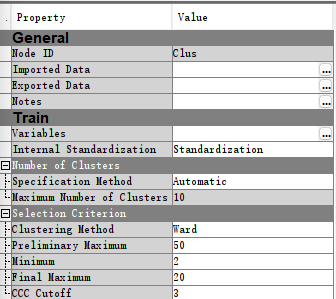 . Property Value
General
Node ID Clus
Imported Data ...
Exported Data ...
Notes ...
Train
Variables ...
Internal Standardization Standardization
Number of Clusters
Specification Method Automatic
Maximum Number of Clusters 10
Selection Criterion
Clustering Method Ward
Preliminary Maximum 50
Minimum 2
Final Maximum 20
CCC Cutoff 3